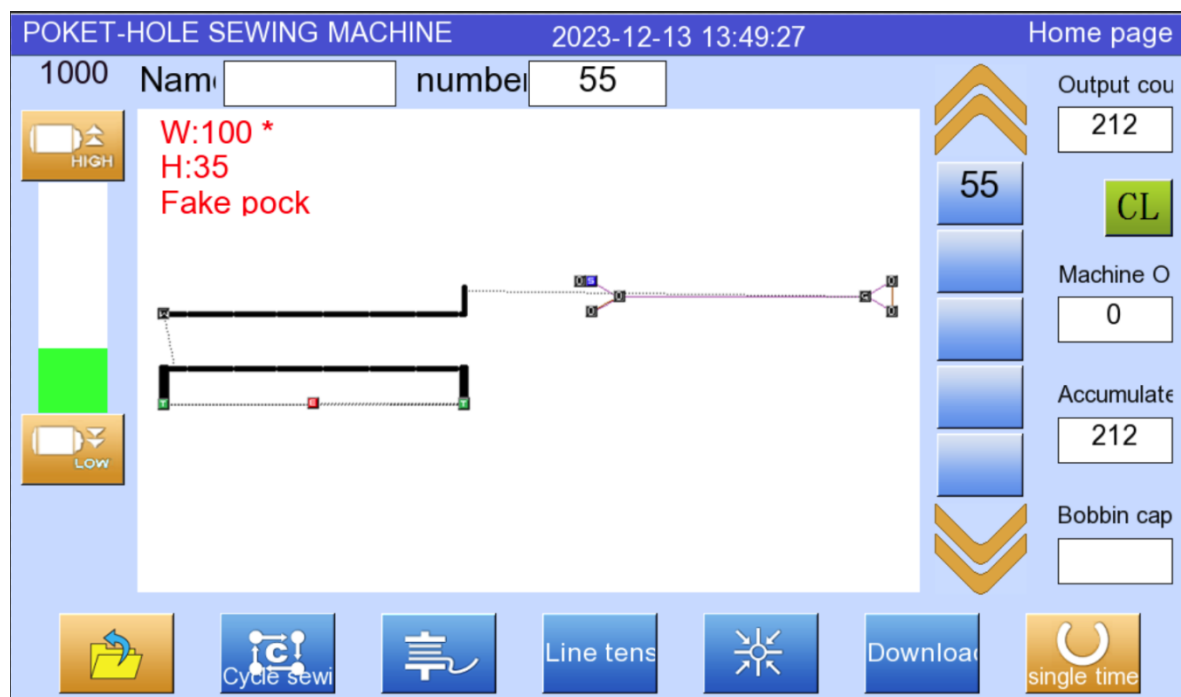 POKET-HOLE SEWING MACHINE 2023-12-13 13:49:27 Home page
1000
Name number 55
Output cou
212
HIGH
W:100 *
H:35
Fake pock
55
CL
Machine O
0
LOW
Accumulate
212
Bobbin cap
C
Cycle sewi
Line tens
Download
single time